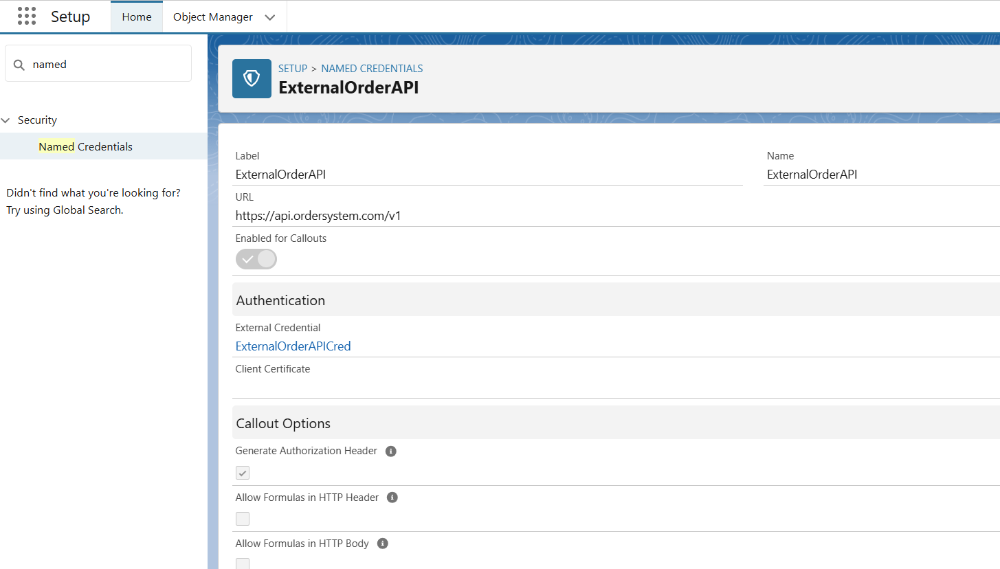 Setup
Home
Object Manager
named
Security
Named Credentials
Didn't find what you're looking for?
Try using Global Search.
SETUP > NAMED CREDENTIALS
ExternalOrderAPI
Label
ExternalOrderAPI
Name
ExternalOrderAPI
URL
https://api.ordersystem.com/v1
Enabled for Callouts
Authentication
External Credential
ExternalOrderAPICred
Client Certificate
Callout Options
Generate Authorization Header
Allow Formulas in HTTP Header
Allow Formulas in HTTP Body